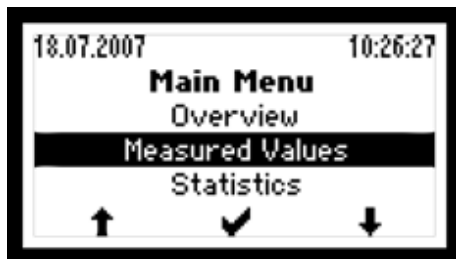 18.07.2007 10:26:27
Main Menu
Overview
Measured Values
Statistics